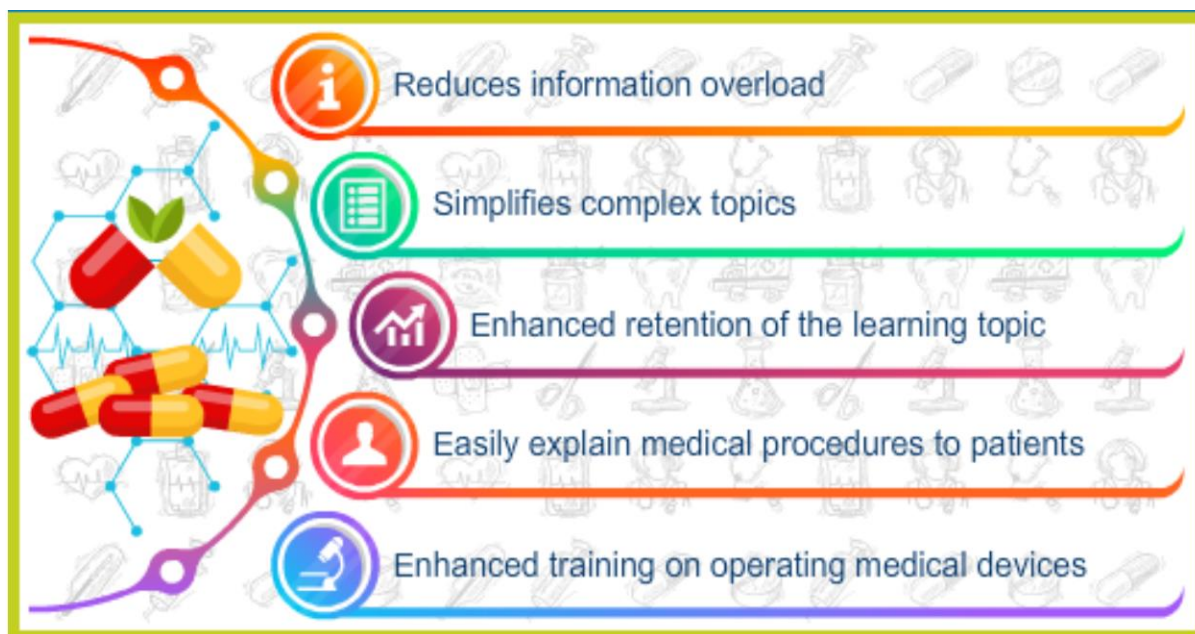 Reduces information overload
Simplifies complex topics
Enhanced retention of the learning topic
Easily explain medical procedures to patients
Enhanced training on operating medical devices